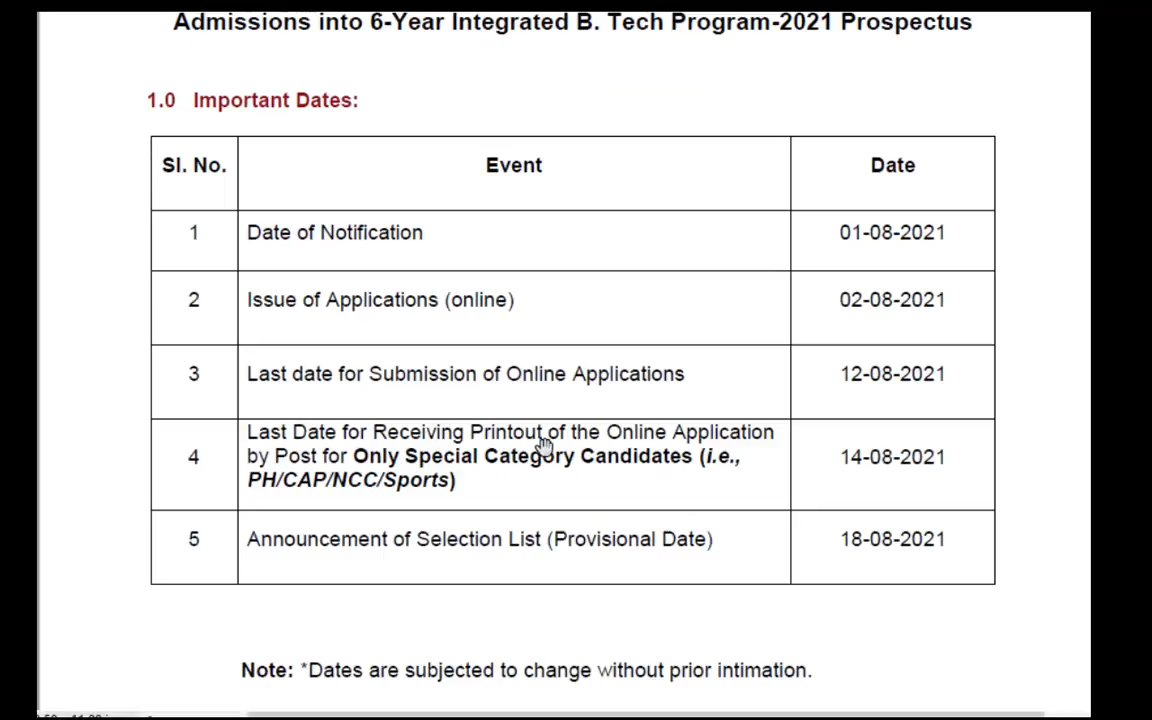 Admissions into 6-Year Integrated B. Tech Program-2021 Prospectus
1.0 Important Dates:
Sl. No. Event Date
1 Date of Notification 01-08-2021
2 Issue of Applications (online) 02-08-2021
3 Last date for Submission of Online Applications 12-08-2021
Last Date for Receiving Printout of the Online Application
4 by Post for Only Special Category Candidates (i.e., 14-08-2021
PH/CAP/NCC/Sports)
5 Announcement of Selection List (Provisional Date) 18-08-2021
Note: *Dates are subjected to change without prior intimation.